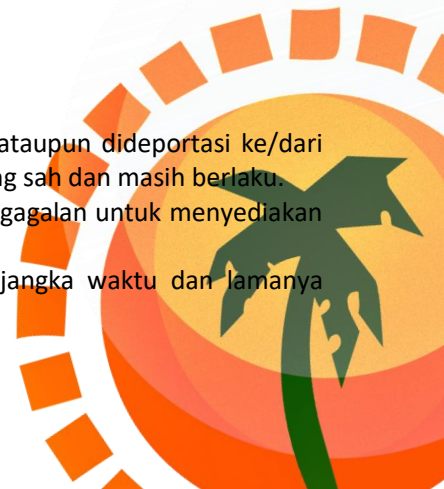 ataupun dideportasi ke/dari
ng sah dan masih berlaku.
gagalan untuk menyediakan
jangka waktu dan lamanya